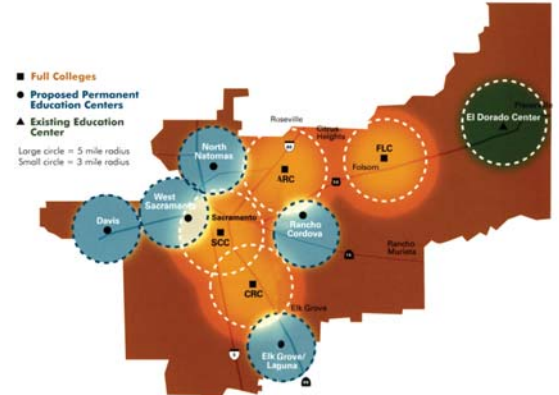 Full Colleges
Proposed Permanent
Education Centers
Existing Education
Center
Large circle = 5 mile radius
Small circle = 3 mile radius
Roseville
Citrus
Heights
North
Natomas
ARC
FLC
Folsom
El Dorado Center
West
Sacramento
Davis
Sacramento
SCC
Rancho
Cordova
Rancho
Murieta
CRC
Elk Grove
Elk Grove/
Laguna